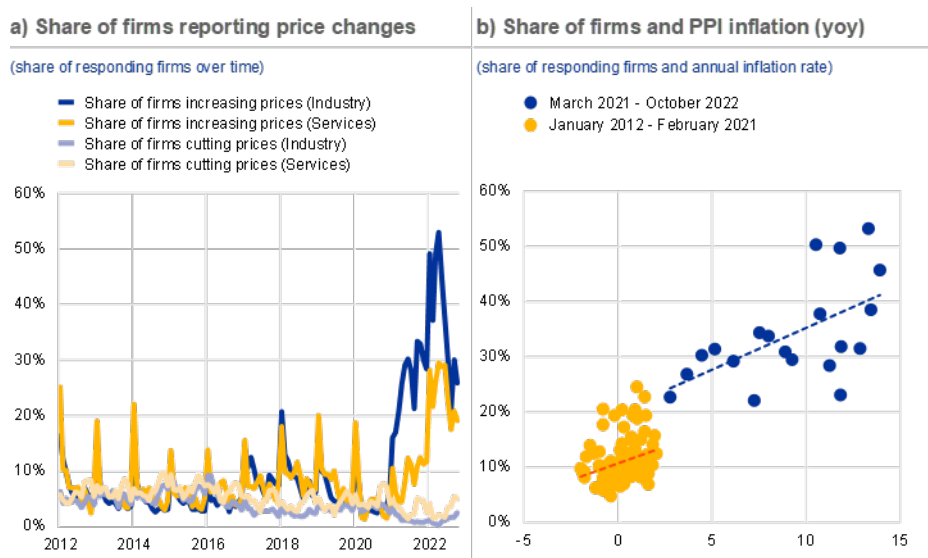 a) Share of firms reporting price changes
(share of responding firms over time)
Share of firms increasing prices (Industry)
Share of firms increasing prices (Services)
Share of firms cutting prices (Industry)
Share of firms cutting prices (Services)
60%
50%
40%
30%
20%
10%
0%
2012 2014 2016 2018 2020 2022
b) Share of firms and PPI inflation (yoy)
(share of responding firms and annual inflation rate)
March 2021 - October 2022
January 2012 - February 2021
60%
50%
40%
30%
20%
10%
0%
-5 0 5 10 15